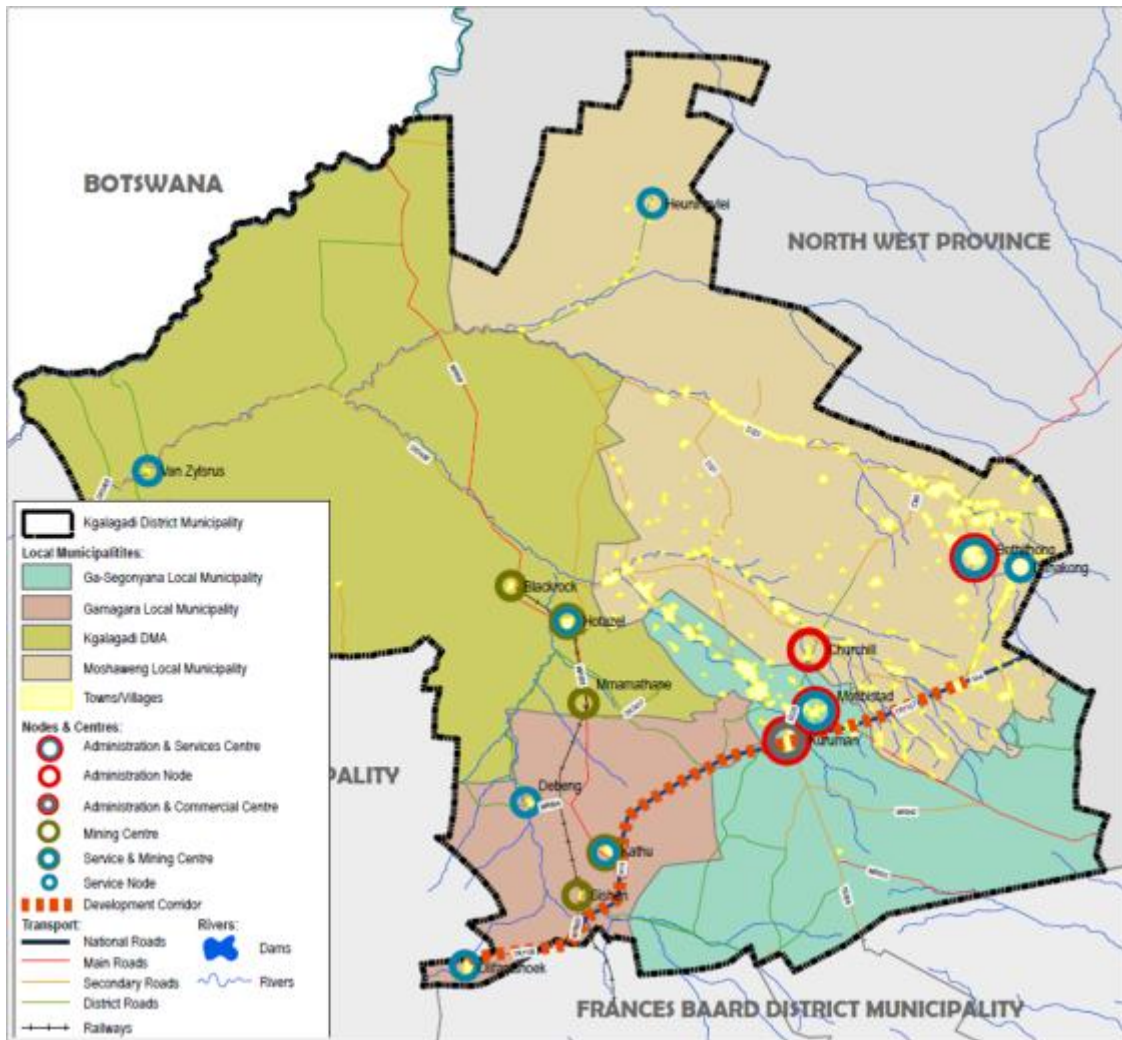 BOTSWANA
NORTH WEST PROVINCE
Heuningvlei
Van Zylsrus
Blackrock
Hotazel
Mmamathane
Churchill
Mothibistad
Kuruman
Bothithong
Debeng
Kathu
Sishen
PALITY
FRANCES BAARD DISTRICT MUNICIPALITY
Kgalagadi District Municipality
Local Municipalitites:
Ga-Segonyana Local Municipality
Gamagara Local Municipality
Kgalagadi DMA
Moshaweng Local Municipality
Towns/Villages
Nodes & Centres:
Administration & Services Centre
Administration Node
Administration & Commercial Centre
Mining Centre
Service & Mining Centre
Service Node
Development Corridor
Transport:
National Roads
Main Roads
Secondary Roads
District Roads
Railways
Rivers:
Dams
Rivers